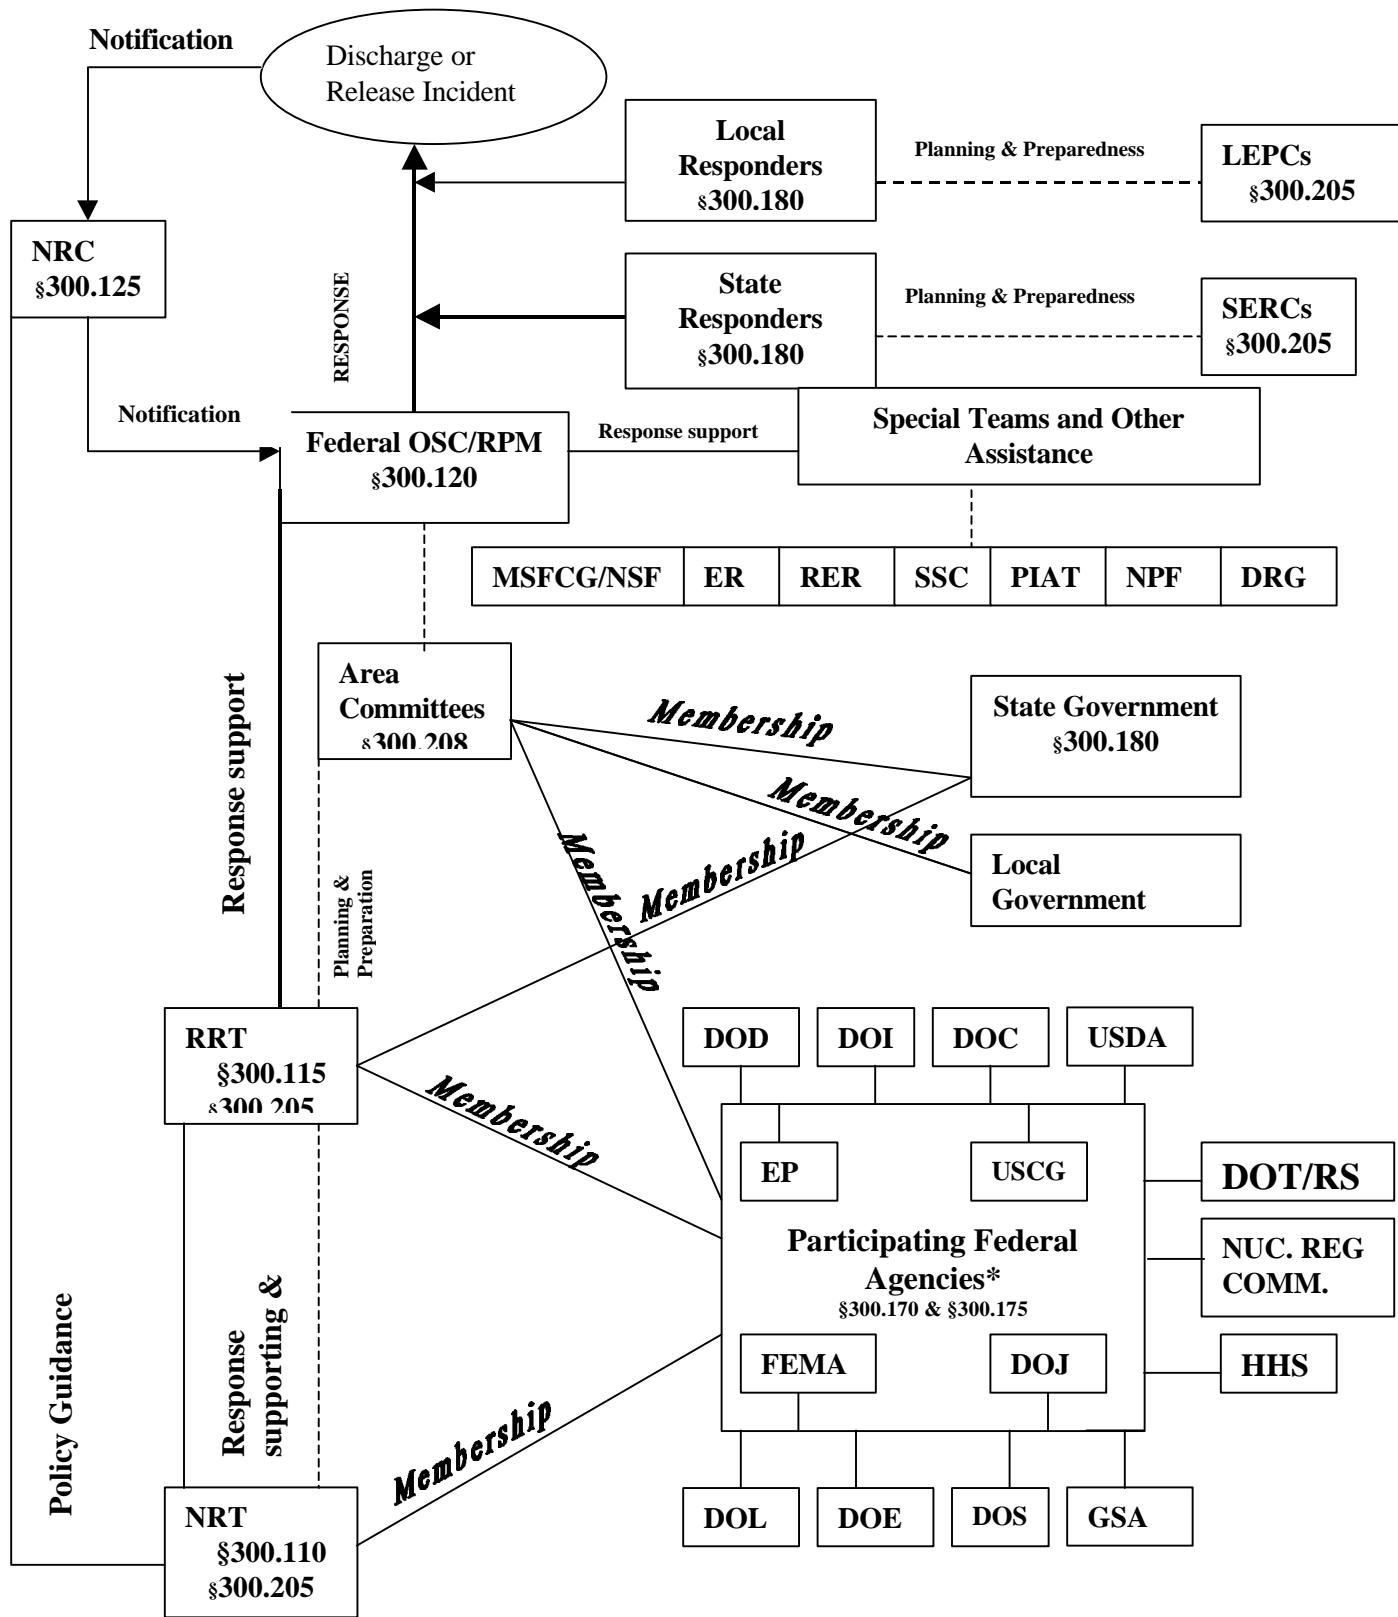 Notification
Discharge or
Release Incident
Local
Responders
§300.180
Planning & Preparedness
LEPCs
§300.205
NRC
§300.125
RESPONSE
State
Responders
§300.180
Planning & Preparedness
SERCs
§300.205
Notification
Federal OSC/RPM
§300.120
Response support
Special Teams and Other
Assistance
MSFCG/NSF
ER
RER
SSC
PIAT
NPF
DRG
Area
Committees
§300.208
Membership
State Government
§300.180
Response support
Membership
Membership
Membership
Local
Government
Planning &
Preparation
RRT
§300.115
§300.205
Membership
DOD
DOI
DOC
USDA
EP
USCG
DOT/RS
Participating Federal
Agencies*
§300.170 & §300.175
NUC. REG
COMM.
Policy Guidance
Response
supporting &
FEMA
DOJ
HHS
Membership
NRT
§300.110
§300.205
DOL
DOE
DOS
GSA